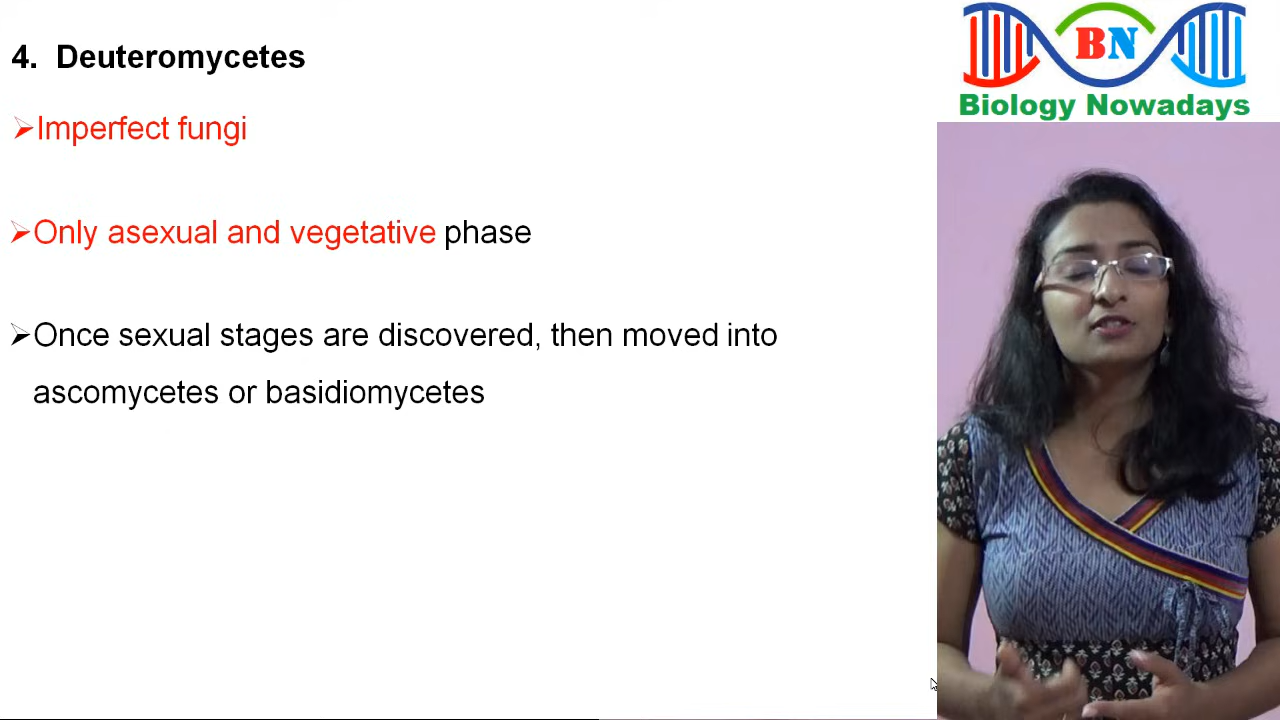 4. Deuteromycetes
➢Imperfect fungi
➢Only asexual and vegetative phase
➢Once sexual stages are discovered, then moved into
ascomycetes or basidiomycetes
BN
Biology Nowadays